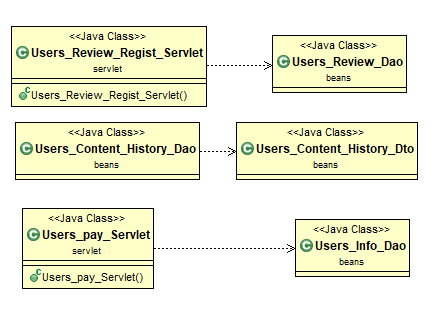 <<Java Class>>
Users_Review_Regist_Servlet
servlet
Users_Review_Regist_Servlet()
<<Java Class>>
Users_Review_Dao
beans
<<Java Class>>
Users_Content_History_Dao
beans
<<Java Class>>
Users_Content_History_Dto
beans
<<Java Class>>
Users_pay_Servlet
servlet
Users_pay_Servlet()
<<Java Class>>
Users_Info_Dao
beans